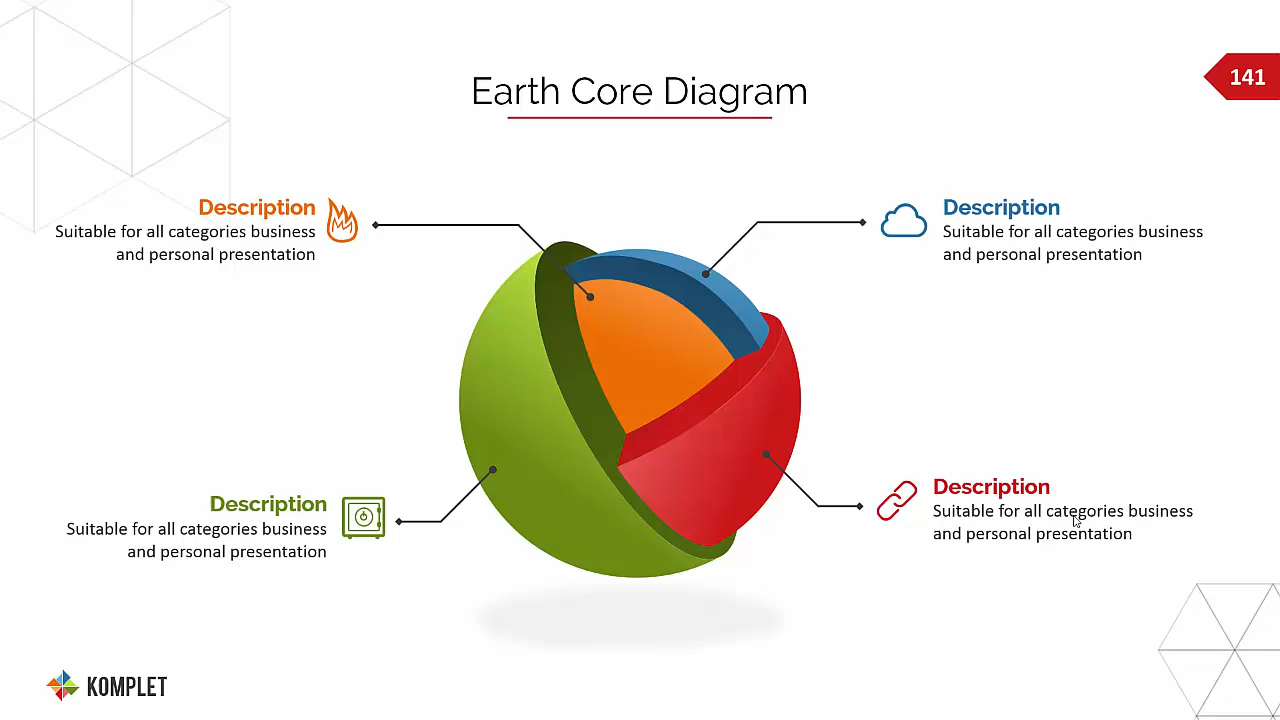 Earth Core Diagram
141
Description
Suitable for all categories business
and personal presentation
Description
Suitable for all categories business
and personal presentation
Description
Suitable for all categories business
and personal presentation
Description
Suitable for all categories business
and personal presentation
KOMPLET